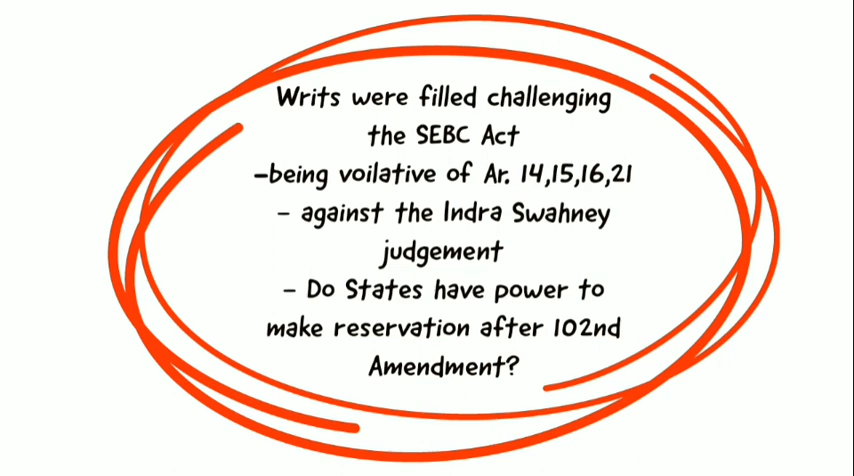 Writs were filled challenging
the SEBC Act
-being voilative of Ar. 14,15,16,21
- against the Indra Swahney
judgement
- Do States have power to
make reservation after 102nd
Amendment?